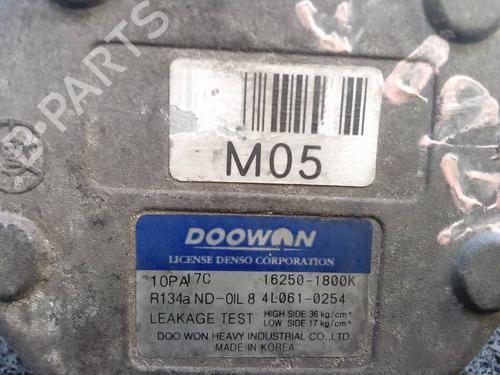 M05
DOOWON
LICENSE DENSO CORPORATION
10PA17C 16250-1800K
R134a ND-OIL 8 4L061-0254
LEAKAGE TEST HIGH SIDE 36 kg/cm²
LOW SIDE 17 kg/cm²
DOO WON HEAVY INDUSTRIAL CO., LTD
MADE IN KOREA
B-PARTS